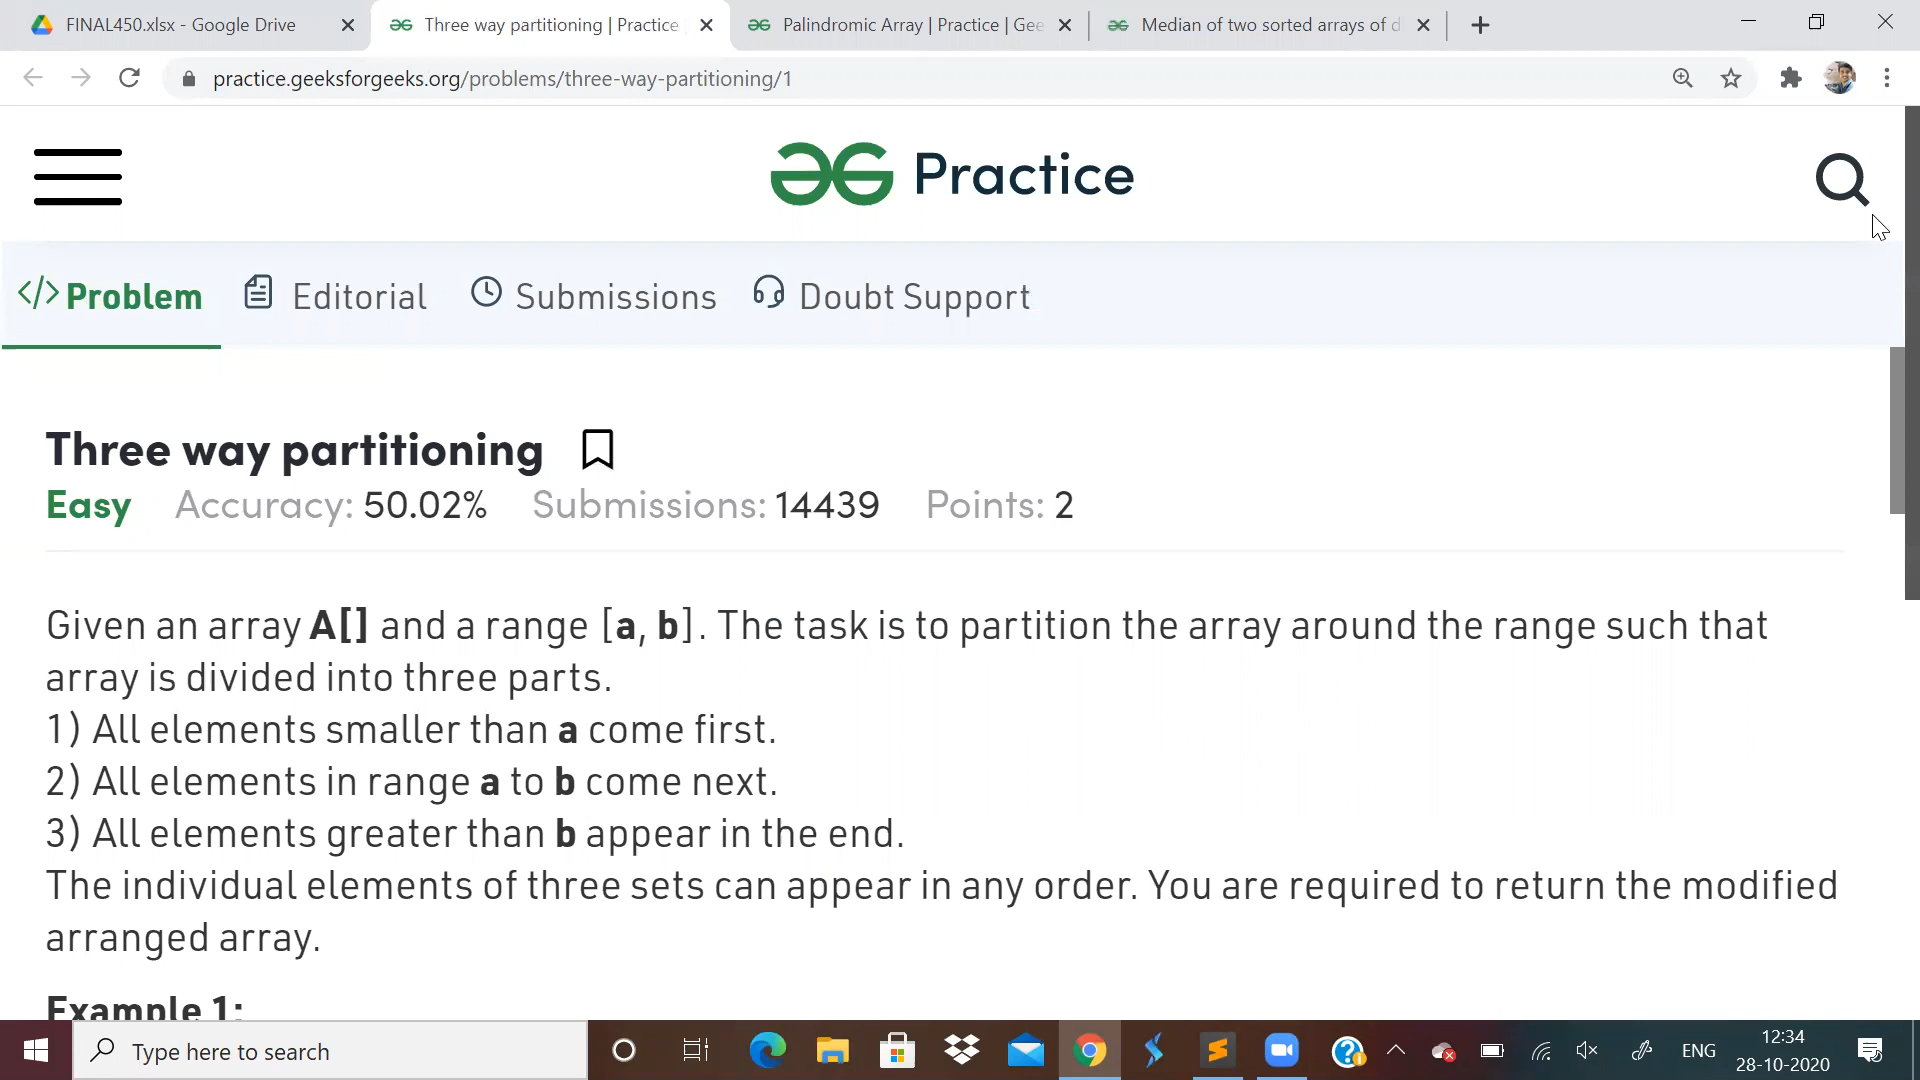 FINAL450.xlsx - Google Drive
Three way partitioning | Practice
Palindromic Array | Practice | Gee
Median of two sorted arrays of d
practice.geeksforgeeks.org/problems/three-way-partitioning/1
Practice
</> Problem
Editorial
Submissions
Doubt Support
Three way partitioning
Easy Accuracy: 50.02% Submissions: 14439 Points: 2
Given an array A[] and a range [a, b]. The task is to partition the array around the range such that
array is divided into three parts.
1) All elements smaller than a come first.
2) All elements in range a to b come next.
3) All elements greater than b appear in the end.
The individual elements of three sets can appear in any order. You are required to return the modified
arranged array.
Example 1:
Type here to search
ENG
12:34
28-10-2020